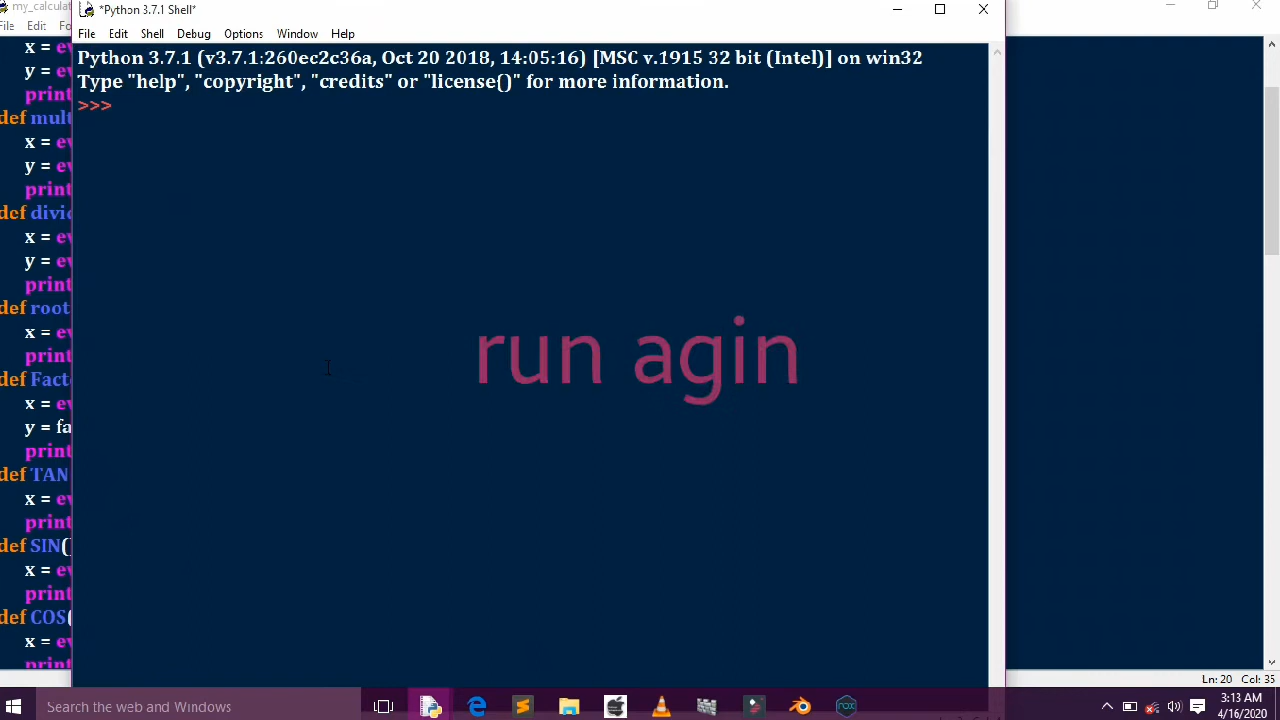 my_calculat
*Python 3.7.1 Shell*
File Edit Fo
File Edit Shell Debug Options Window Help
Python 3.7.1 (v3.7.1:260ec2c36a, Oct 20 2018, 14:05:16) [MSC v.1915 32 bit (Intel)] on win32
Type "help", "copyright", "credits" or "license()" for more information.
>>>
x = ev
y = ev
print
def mult
x = ev
y = ev
print
def divid
x = ev
y = ev
print
def root
x = ev
print
def Facto
x = ev
y = fa
print
def TAN
x = ev
print
def SIN()
x = ev
print
def COS(
x = ev
print
run agin
Ln: 20 Col: 35
Search the web and Windows
3:13 AM
4/16/2020